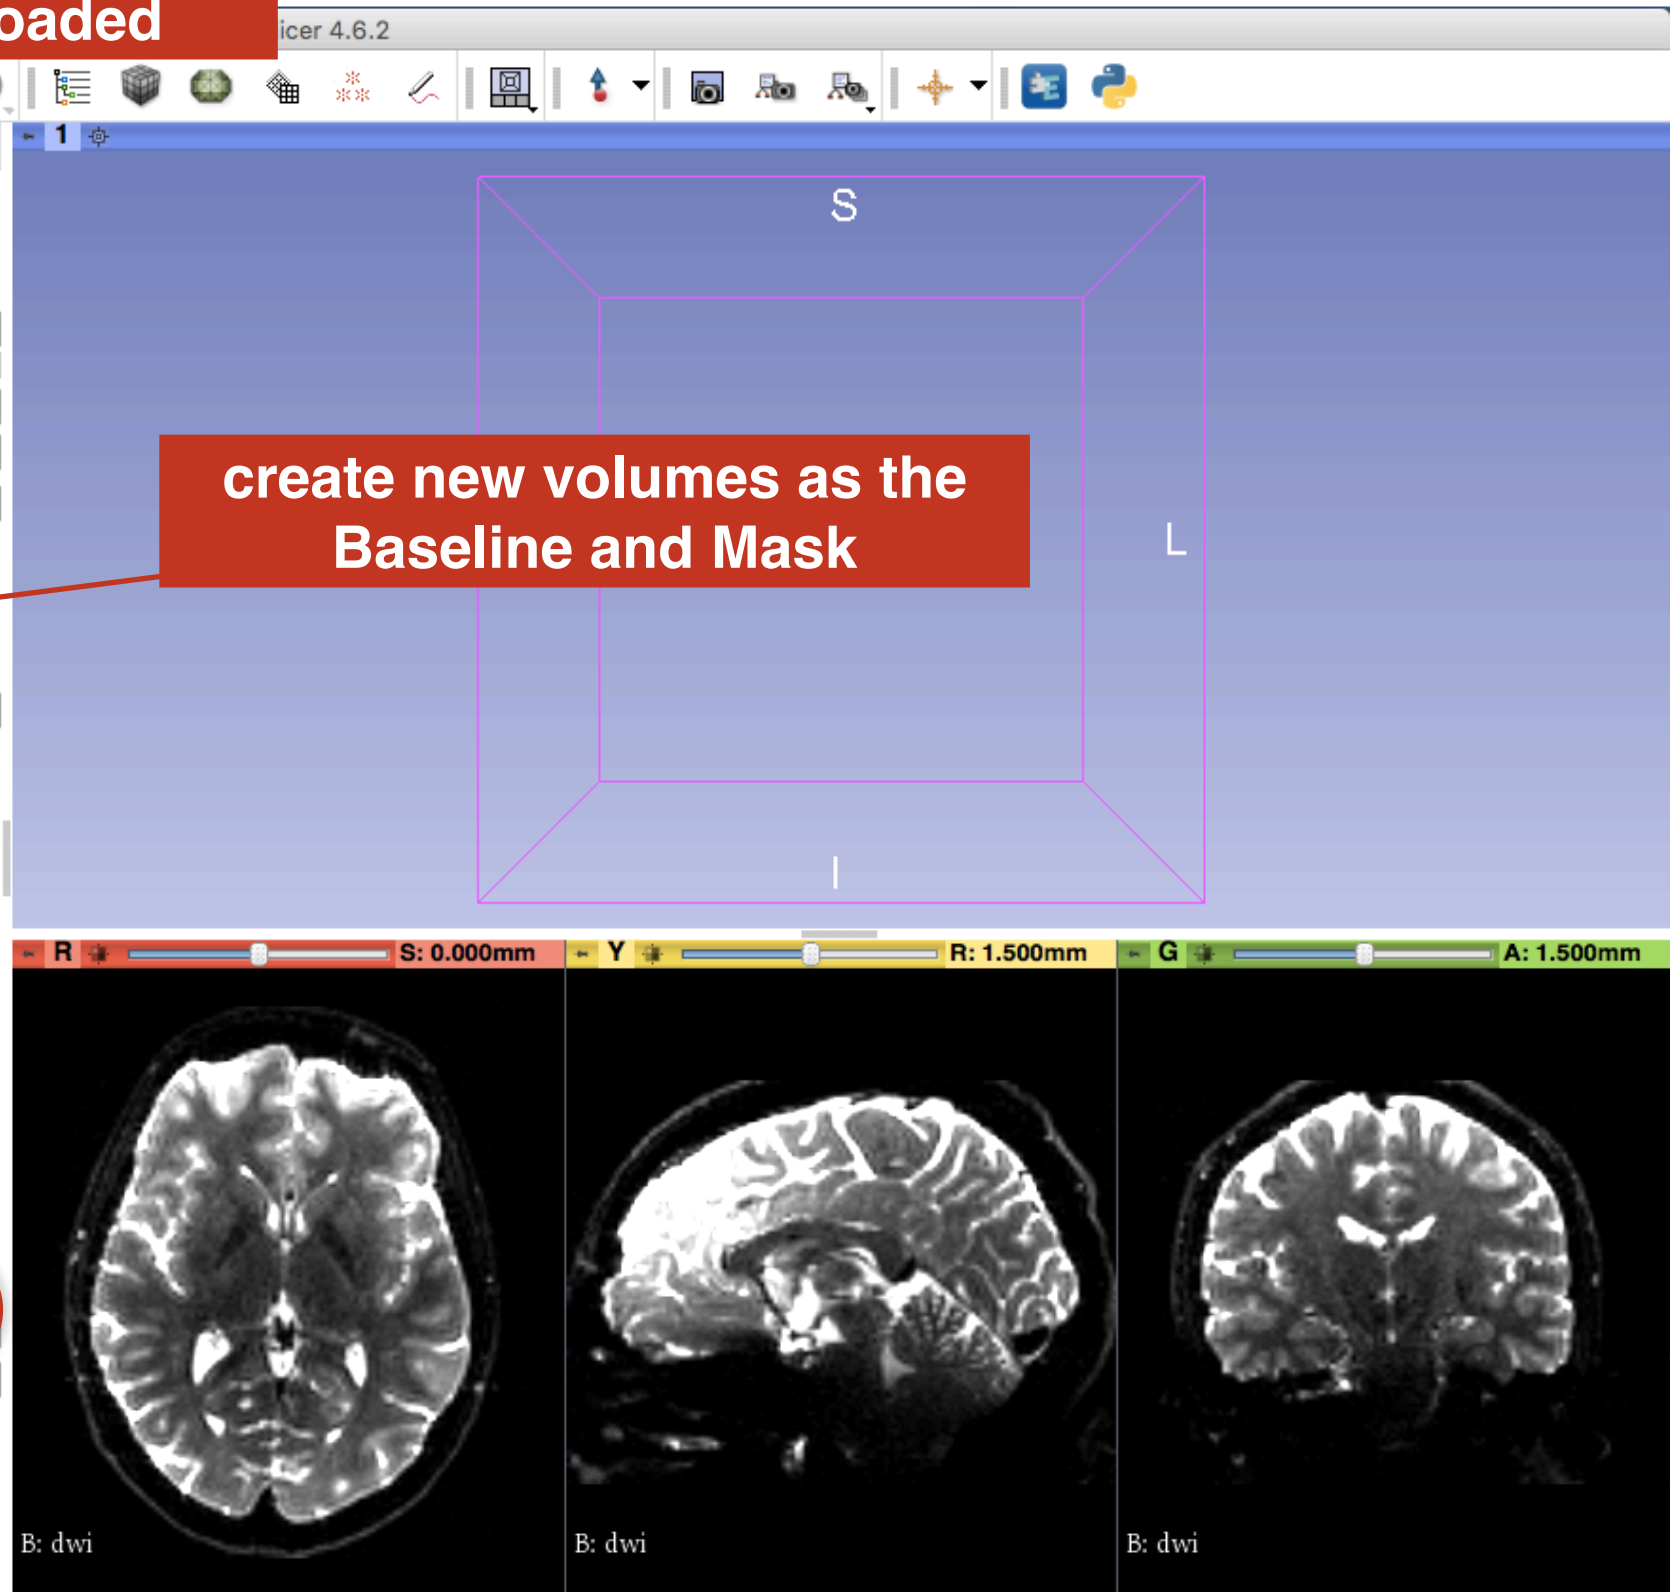 oaded
icer 4.6.2
1
S
create new volumes as the
Baseline and Mask
L
I
R S: 0.000mm
Y R: 1.500mm
G A: 1.500mm
B: dwi
B: dwi
B: dwi